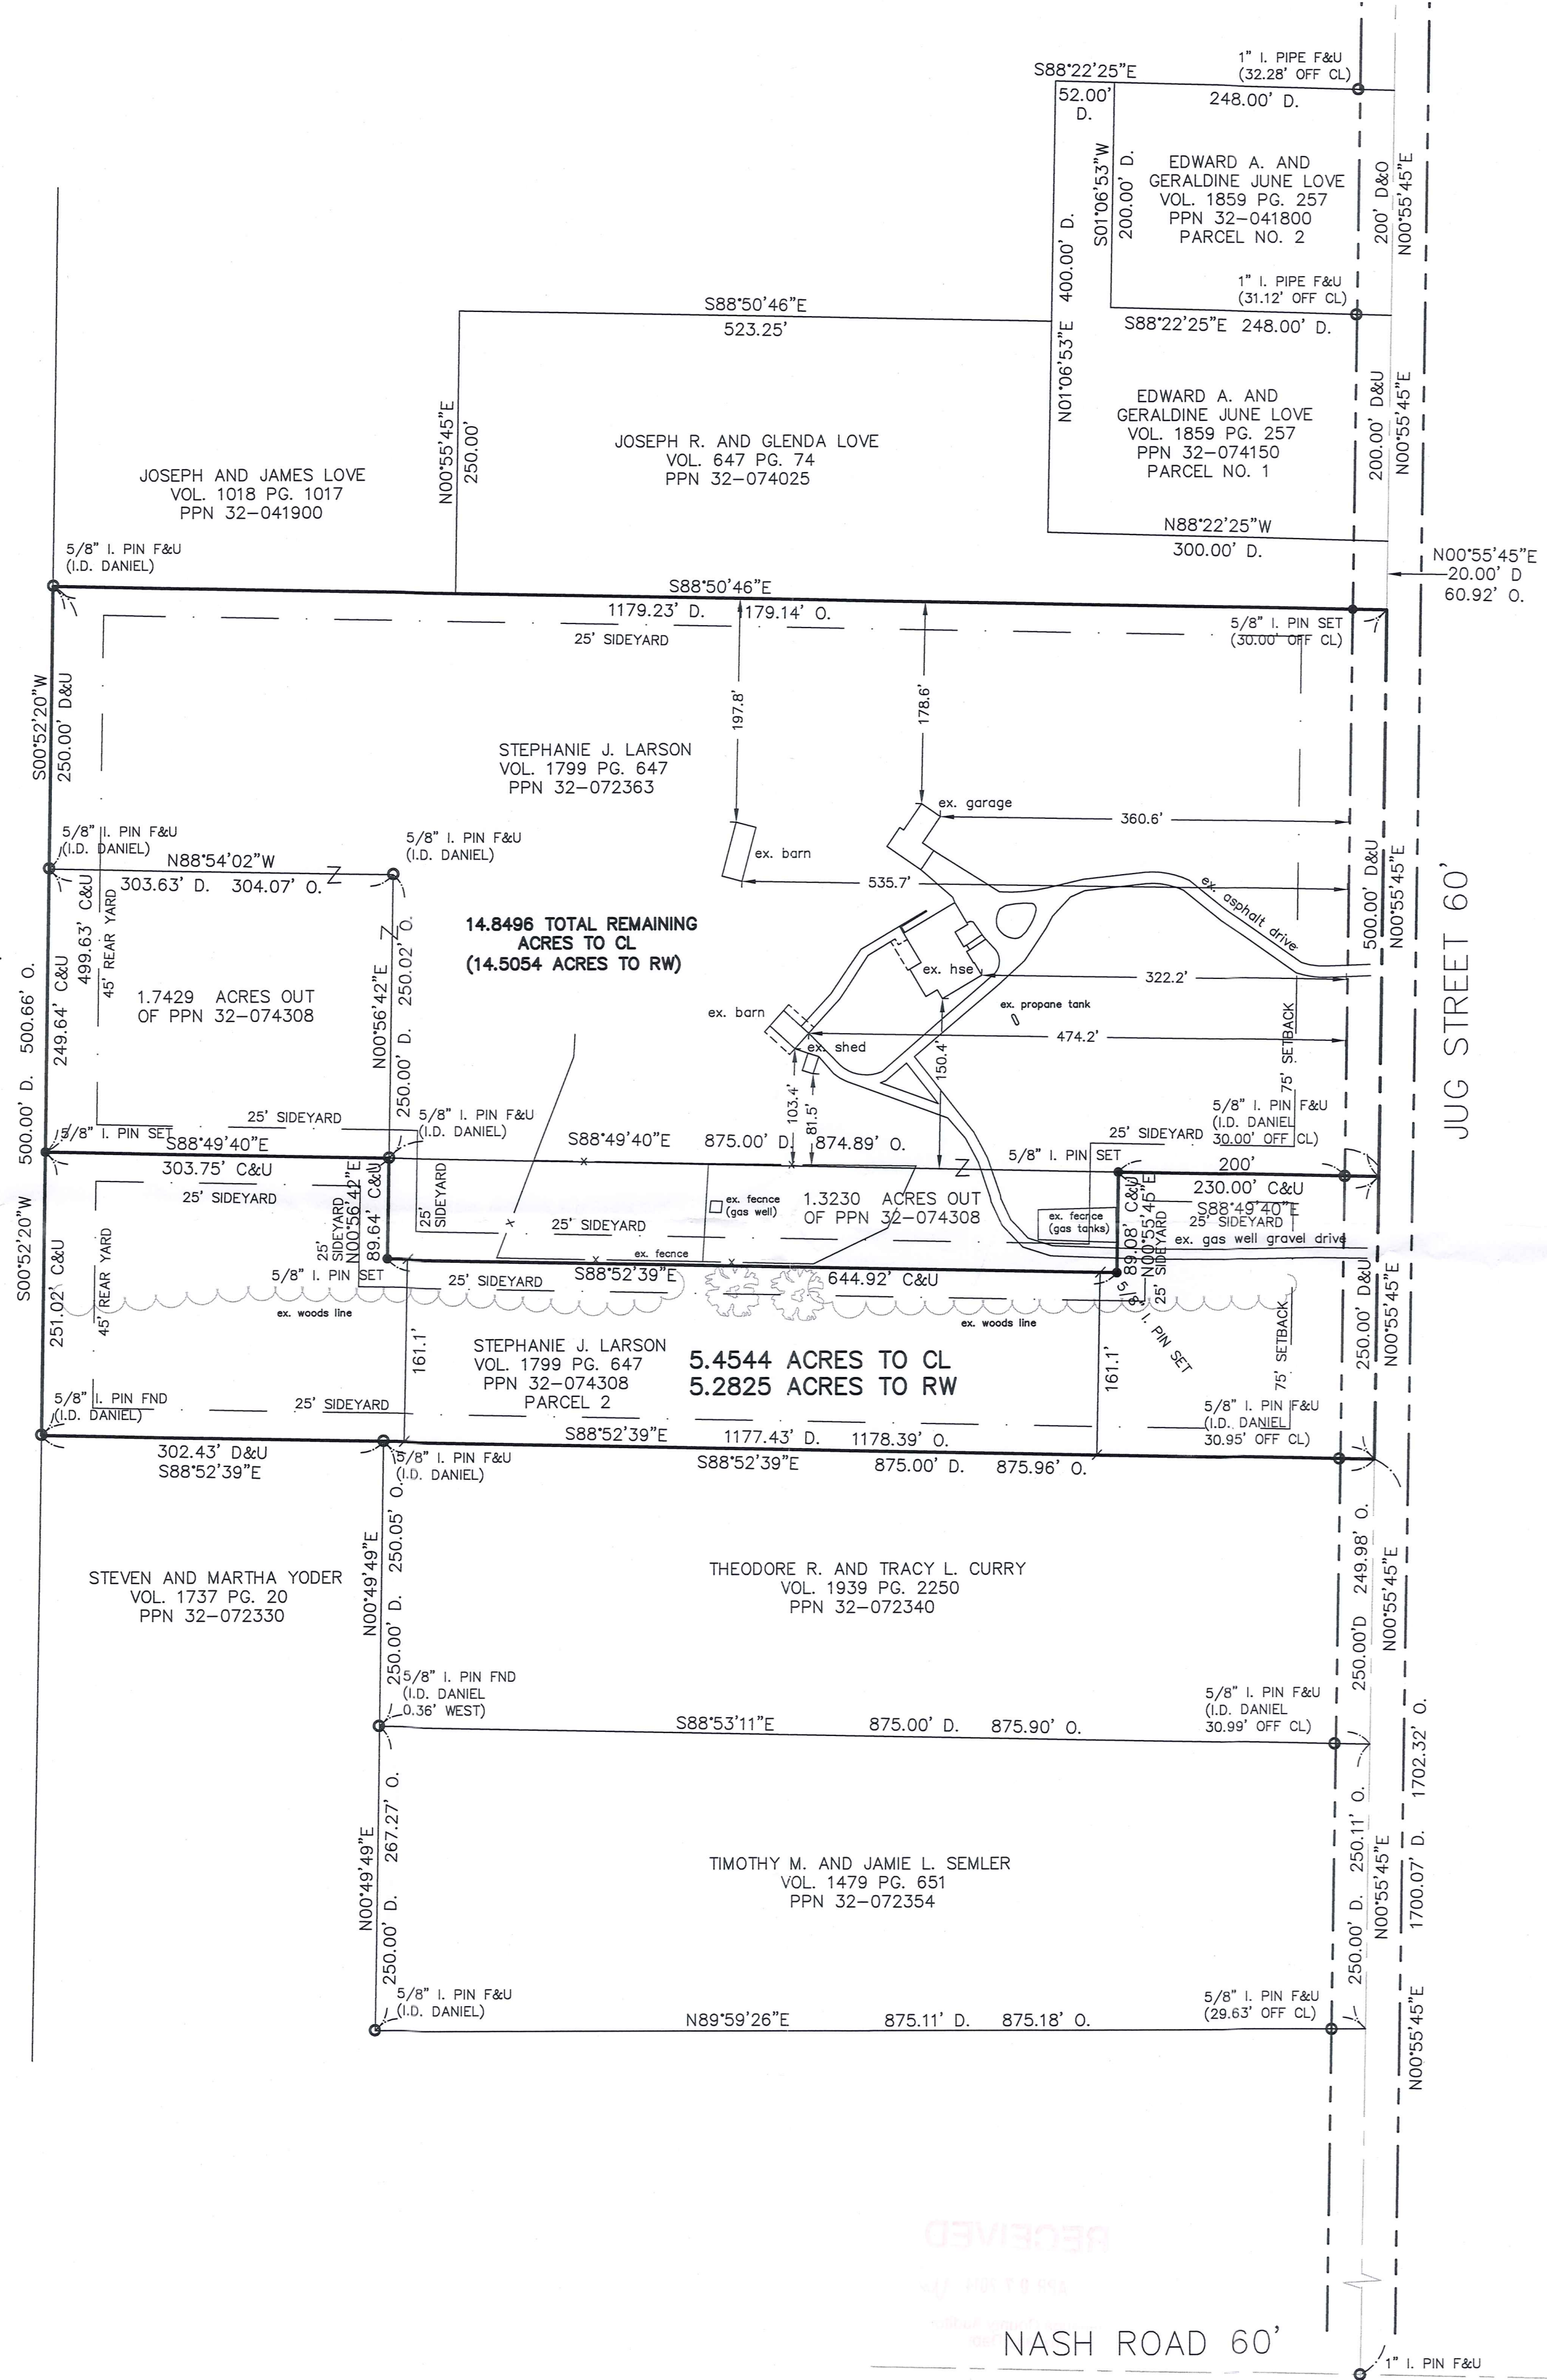 1" I. PIPE F&U
(32.28' OFF CL)
S88°22'25"E
52.00'
D.
248.00' D.
S01°06'53"W
200.00' D.
EDWARD A. AND
GERALDINE JUNE LOVE
VOL. 1859 PG. 257
PPN 32-041800
PARCEL NO. 2
200' D&O
N00°55'45"E
N01°06'53"E 400.00' D.
1" I. PIPE F&U
(31.12' OFF CL)
S88°22'25"E 248.00' D.
S88°50'46"E
523.25'
EDWARD A. AND
GERALDINE JUNE LOVE
VOL. 1859 PG. 257
PPN 32-074150
PARCEL NO. 1
200.00' D&U
N00°55'45"E
N00°55'45"E
250.00'
JOSEPH R. AND GLENDA LOVE
VOL. 647 PG. 74
PPN 32-074025
JOSEPH AND JAMES LOVE
VOL. 1018 PG. 1017
PPN 32-041900
N88°22'25"W
300.00' D.
N00°55'45"E
20.00' D
60.92' O.
5/8" I. PIN F&U
(I.D. DANIEL)
S88°50'46"E
1179.23' D. 1179.14' O.
25' SIDEYARD
5/8" I. PIN SET
(30.00' OFF CL)
S00°52'20"W
250.00' D&U
197.8'
178.6'
STEPHANIE J. LARSON
VOL. 1799 PG. 647
PPN 32-072363
ex. garage
360.6'
5/8" I. PIN F&U
(I.D. DANIEL)
5/8" I. PIN F&U
(I.D. DANIEL)
N88°54'02"W
303.63' D. 304.07' O.
Z
ex. barn
535.7'
ex. asphalt drive
500.00' D&U
N00°55'45"E
JUG STREET 60'
499.63' C&U
45' REAR YARD
249.64' C&U
500.00' D. 500.66' O.
14.8496 TOTAL REMAINING
ACRES TO CL
(14.5054 ACRES TO RW)
Z
N00°56'42"E
250.00' D. 250.02' O.
1.7429 ACRES OUT
OF PPN 32-074308
ex. hse
322.2'
ex. propane tank
ex. barn
ex. shed
474.2'
75' SETBACK
150.4'
103.4'
81.5'
25' SIDEYARD
5/8" I. PIN F&U
(I.D. DANIEL)
5/8" I. PIN F&U
(I.D. DANIEL
30.00' OFF CL)
25' SIDEYARD
5/8" I. PIN SET
S88°49'40"E
303.75' C&U
S88°49'40"E 875.00' D. 874.89' O.
Z
5/8" I. PIN SET
200'
230.00' C&U
S88°49'40"E
25' SIDEYARD
25'
SIDEYARD
N00°56'42"E
89.64' C&U
25'
SIDEYARD
25' SIDEYARD
ex. fecnce
(gas well)
1.3230 ACRES OUT
OF PPN 32-074308
ex. fecnce
(gas tanks)
89.08' C&U
N00°55'45"E
25' SIDEYARD
25' SIDEYARD
ex. gas well gravel drive
ex. fecnce
S00°52'20"W
251.02' C&U
45' REAR YARD
5/8" I. PIN SET
25' SIDEYARD
S88°52'39"E
644.92' C&U
5/8" I. PIN SET
ex. woods line
ex. woods line
250.00' D&U
N00°55'45"E
75' SETBACK
161.1'
STEPHANIE J. LARSON
VOL. 1799 PG. 647
PPN 32-074308
PARCEL 2
5.4544 ACRES TO CL
5.2825 ACRES TO RW
161.1'
5/8" I. PIN FND
(I.D. DANIEL)
25' SIDEYARD
5/8" I. PIN F&U
(I.D. DANIEL
30.95' OFF CL)
S88°52'39"E 1177.43' D. 1178.39' O.
302.43' D&U
S88°52'39"E
5/8" I. PIN F&U
(I.D. DANIEL)
S88°52'39"E 875.00' D. 875.96' O.
N00°49'49"E
250.00' D. 250.05' O.
STEVEN AND MARTHA YODER
VOL. 1737 PG. 20
PPN 32-072330
THEODORE R. AND TRACY L. CURRY
VOL. 1939 PG. 2250
PPN 32-072340
250.00'D 249.98' O.
N00°55'45"E
5/8" I. PIN FND
(I.D. DANIEL
0.36' WEST)
S88°53'11"E 875.00' D. 875.90' O.
5/8" I. PIN F&U
(I.D. DANIEL
30.99' OFF CL)
N00°49'49"E
250.00' D. 267.27' O.
TIMOTHY M. AND JAMIE L. SEMLER
VOL. 1479 PG. 651
PPN 32-072354
250.00' D. 250.11' O.
N00°55'45"E
1700.07' D. 1702.32' O.
N00°55'45"E
5/8" I. PIN F&U
(I.D. DANIEL)
N89°59'26"E 875.11' D. 875.18' O.
5/8" I. PIN F&U
(29.63' OFF CL)
RECEIVED
NASH ROAD 60'
1" I. PIN F&U